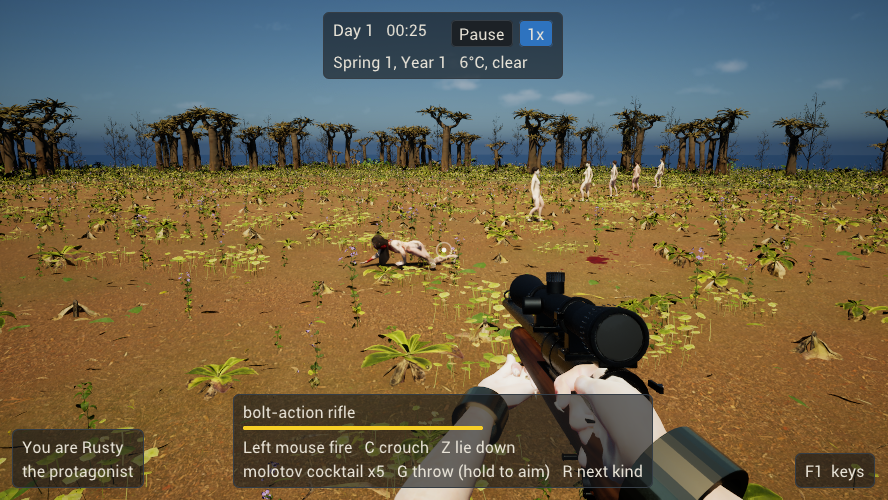 Day 1 00:25 Pause 1x
Spring 1, Year 1 6°C, clear
bolt-action rifle
Left mouse fire C crouch Z lie down
molotov cocktail x5 G throw (hold to aim) R next kind
You are Rusty
the protagonist
F1 keys